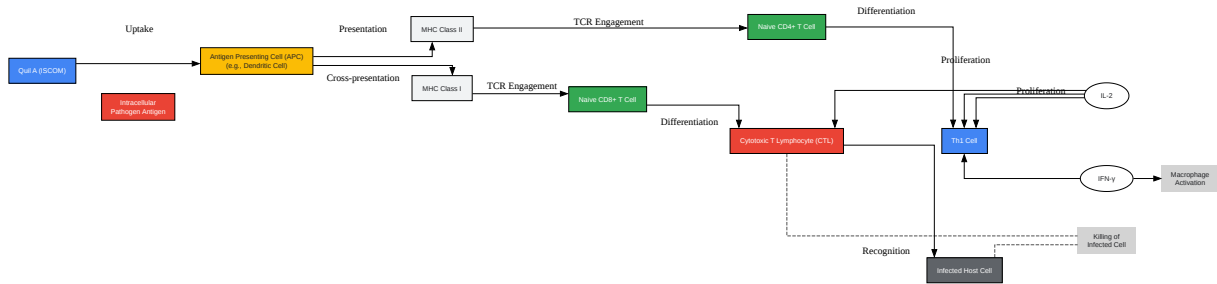 Differentiation
Uptake
Presentation
MHC Class II
TCR Engagement
Naive CD4+ T Cell
Quil A (ISCOM)
Antigen Presenting Cell (APC)
(e.g., Dendritic Cell)
Proliferation
Cross-presentation
MHC Class I
TCR Engagement
Naive CD8+ T Cell
Proliferation
IL-2
Intracellular
Pathogen Antigen
Differentiation
Cytotoxic T Lymphocyte (CTL)
Th1 Cell
IFN-γ
Macrophage
Activation
Killing of
Infected Cell
Recognition
Infected Host Cell